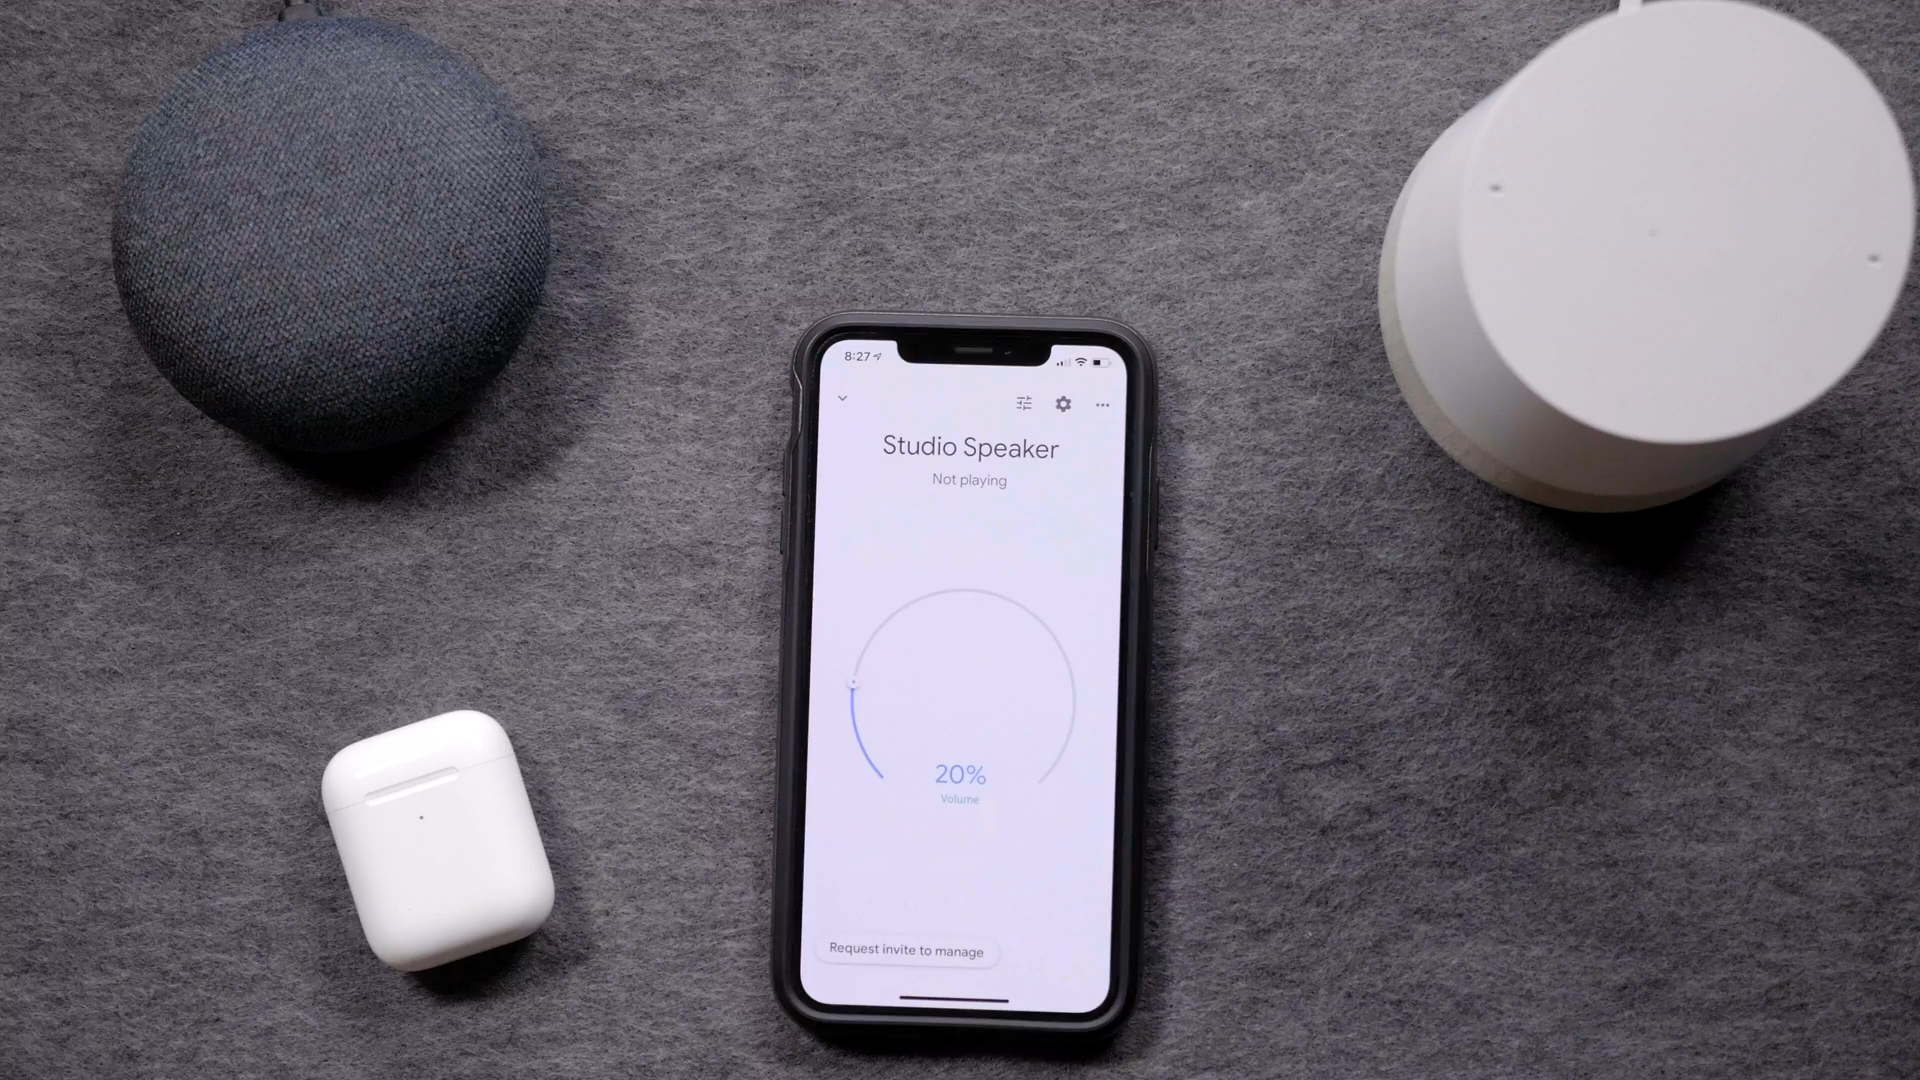 8:27
Studio Speaker
Not playing
20%
Volume
Request invite to manage